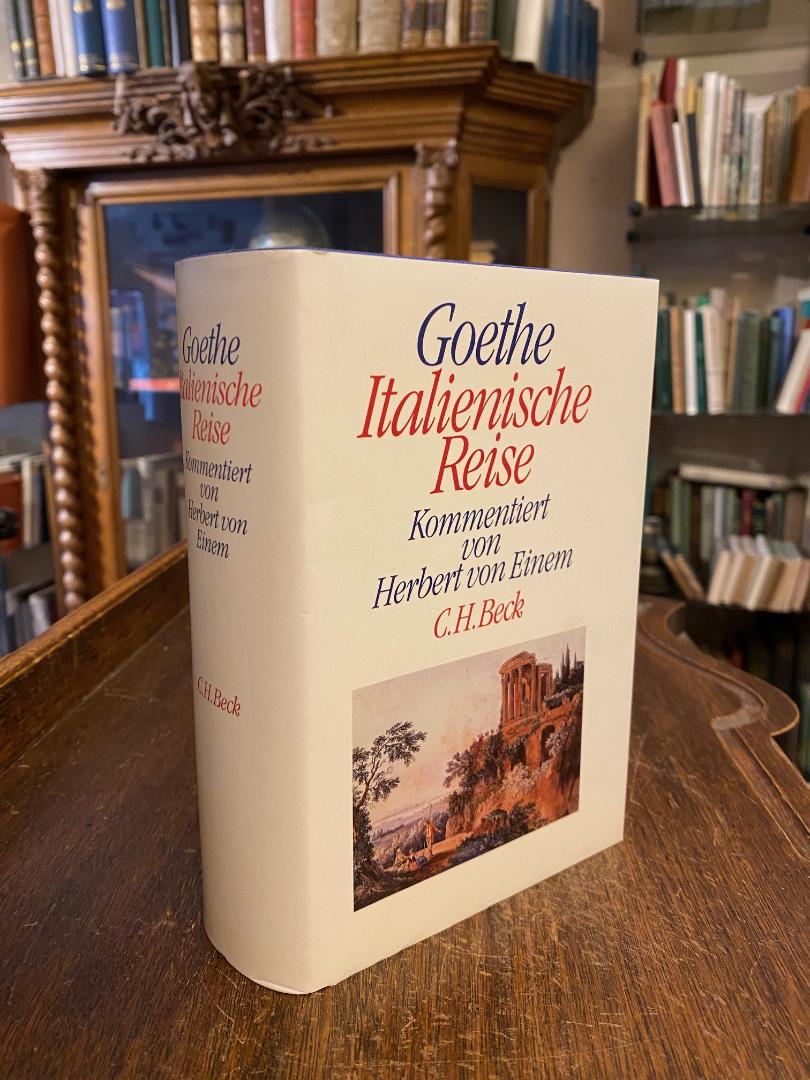 Goethe
Italienische
Reise
Kommentiert
von
Herbert von
Einem
C.H.Beck
Goethe
Italienische
Reise
Kommentiert
von
Herbert von Einem
C.H.Beck